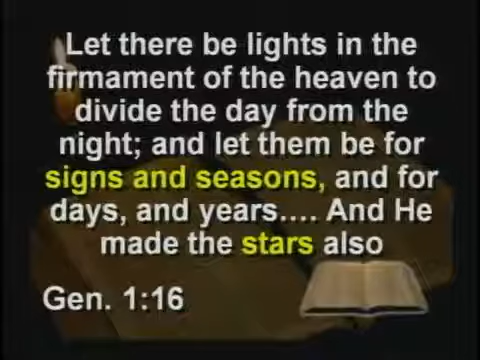 Let there be lights in the
firmament of the heaven to
divide the day from the
night; and let them be for
signs and seasons, and for
days, and years.... And He
made the stars also
Gen. 1:16